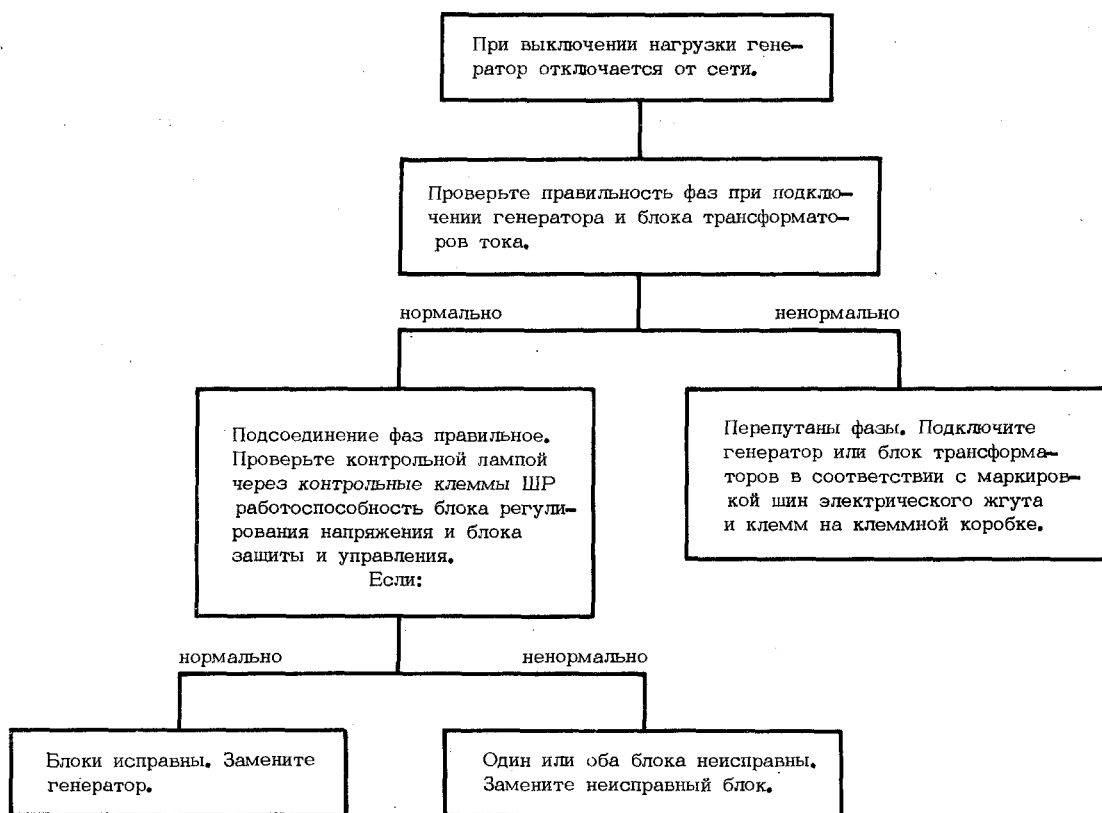 При выключении нагрузки гене-
ратор отключается от сети.
Проверьте правильность фаз при подклю-
чении генератора и блока трансформато-
ров тока.
нормально
ненормально
Подсоединение фаз правильное.
Проверьте контрольной лампой
через контрольные клеммы ШР
работоспособность блока регули-
рования напряжения и блока
защиты и управления.
Если:
Перепутаны фазы. Подключите
генератор или блок трансформа-
торов в соответствии с маркиров-
кой шин электрического жгута
и клемм на клеммной коробке.
нормально
ненормально
Блоки исправны. Замените
генератор.
Один или оба блока неисправны.
Замените неисправный блок.